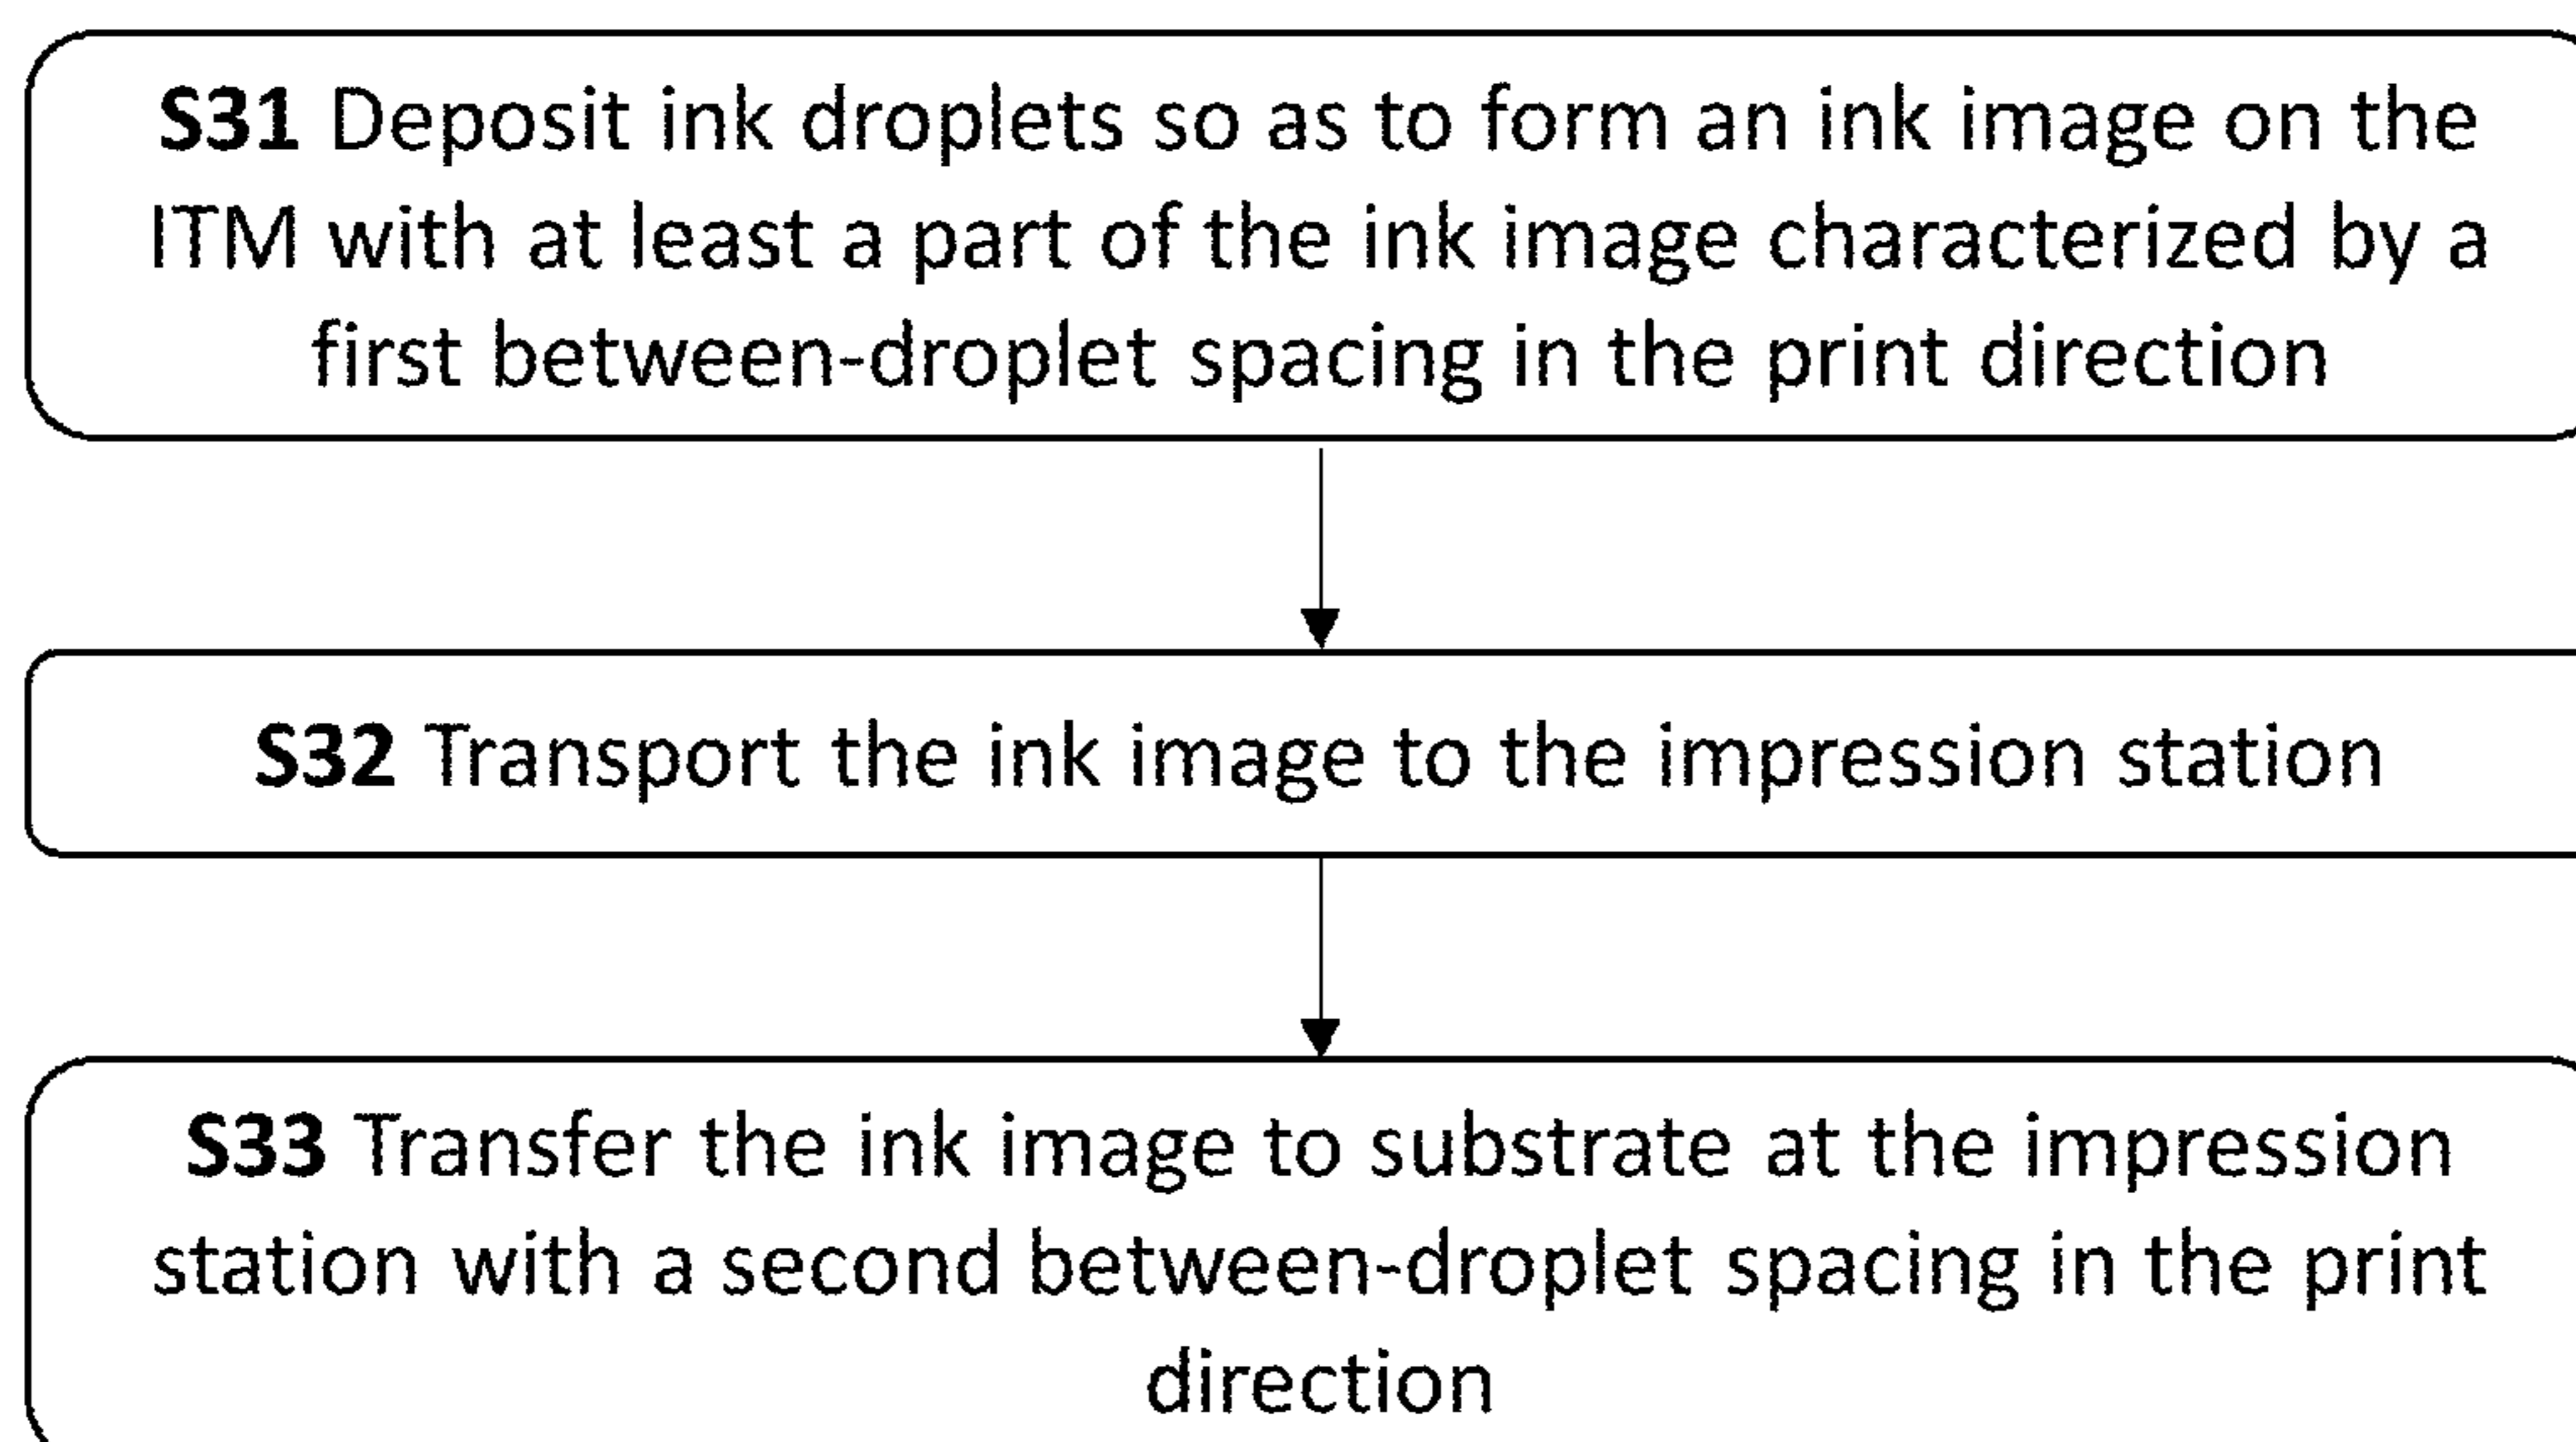 S31 Deposit ink droplets so as to form an ink image on the
ITM with at least a part of the ink image characterized by a
first between-droplet spacing in the print direction
S32 Transport the ink image to the impression station
S33 Transfer the ink image to substrate at the impression
station with a second between-droplet spacing in the print
direction